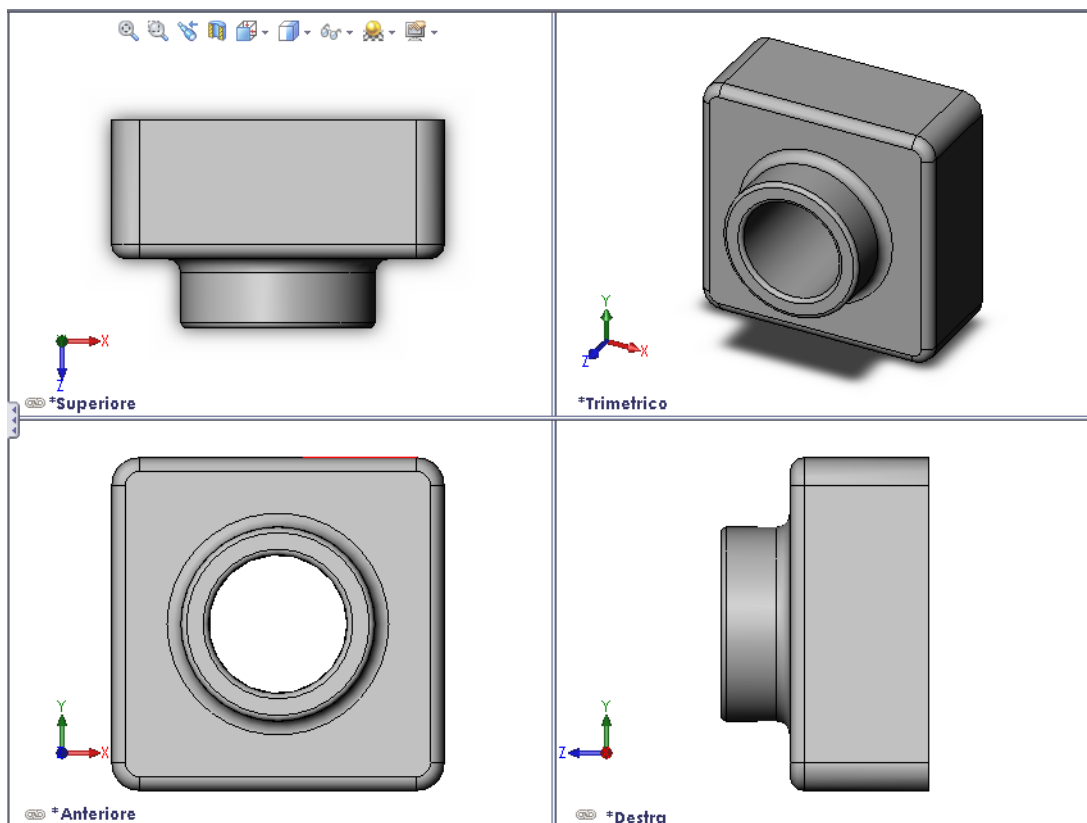 X
Z
*Superiore
Y
X
Z
*Trimetrico
Y
X
*Anteriore
Y
Z
*Destra